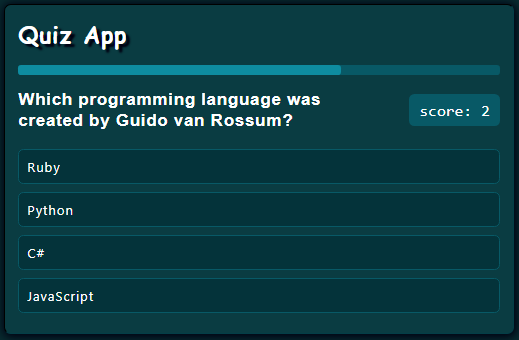 Quiz App
Which programming language was
created by Guido van Rossum?
score: 2
Ruby
Python
C#
JavaScript